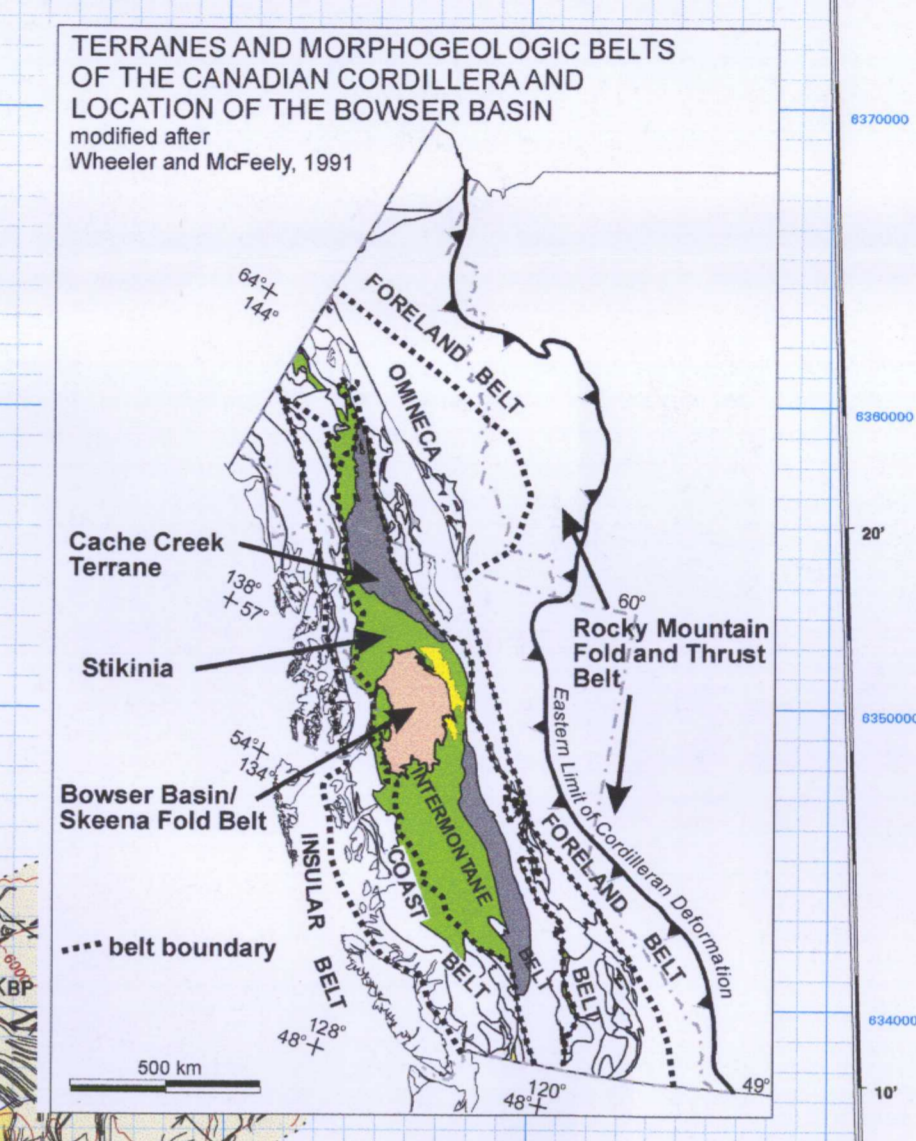 TERRANES AND MORPHOGEOLOGIC BELTS
OF THE CANADIAN CORDILLERA AND
LOCATION OF THE BOWSER BASIN
modified after
Wheeler and McFeely, 1991
6370000
64°
144°
FORELAND BELT
OMINECA
6360000
20'
Cache Creek
Terrane
138°
57°
60°
Rocky Mountain
Fold and Thrust
Belt
Stikinia
6350000
Eastern Limit of Cordilleran Deformation
54°
134°
Bowser Basin/
Skeena Fold Belt
INTERMONTANE
BELT
FORELAND BELT
INSULAR BELT
COAST BELT
BELT
belt boundary
6000
KBP
128°
48°
634000
500 km
120°
48°
49°
10'